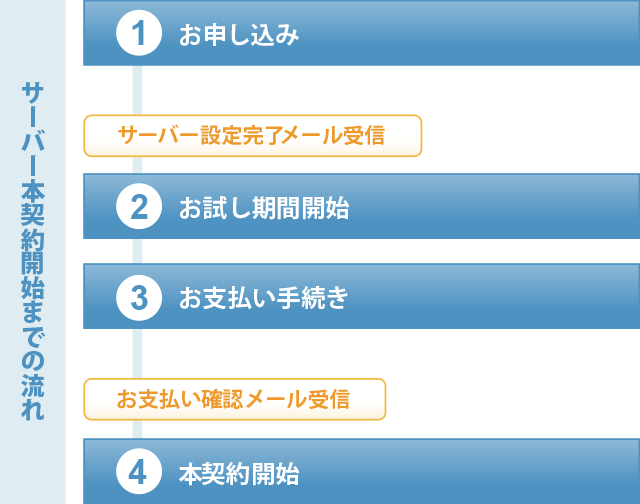 サーバー本契約開始までの流れ
1 お申し込み
サーバー設定完了メール受信
2 お試し期間開始
3 お支払い手続き
お支払い確認メール受信
4 本契約開始